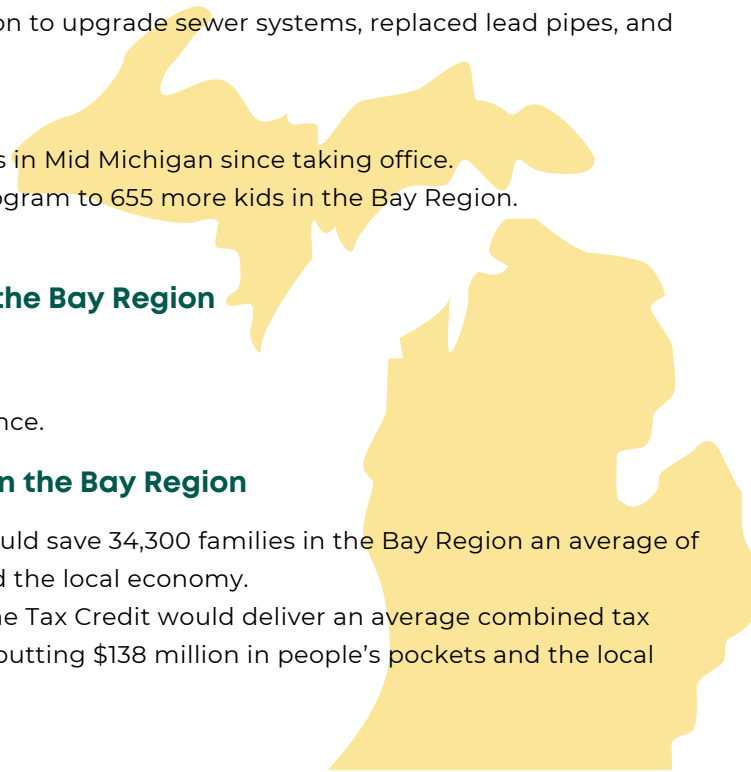 on to upgrade sewer systems, replaced lead pipes, and
s in Mid Michigan since taking office.
ogram to 655 more kids in the Bay Region.
the Bay Region
nce.
n the Bay Region
uld save 34,300 families in the Bay Region an average of
d the local economy.
ne Tax Credit would deliver an average combined tax
putting $138 million in people’s pockets and the local